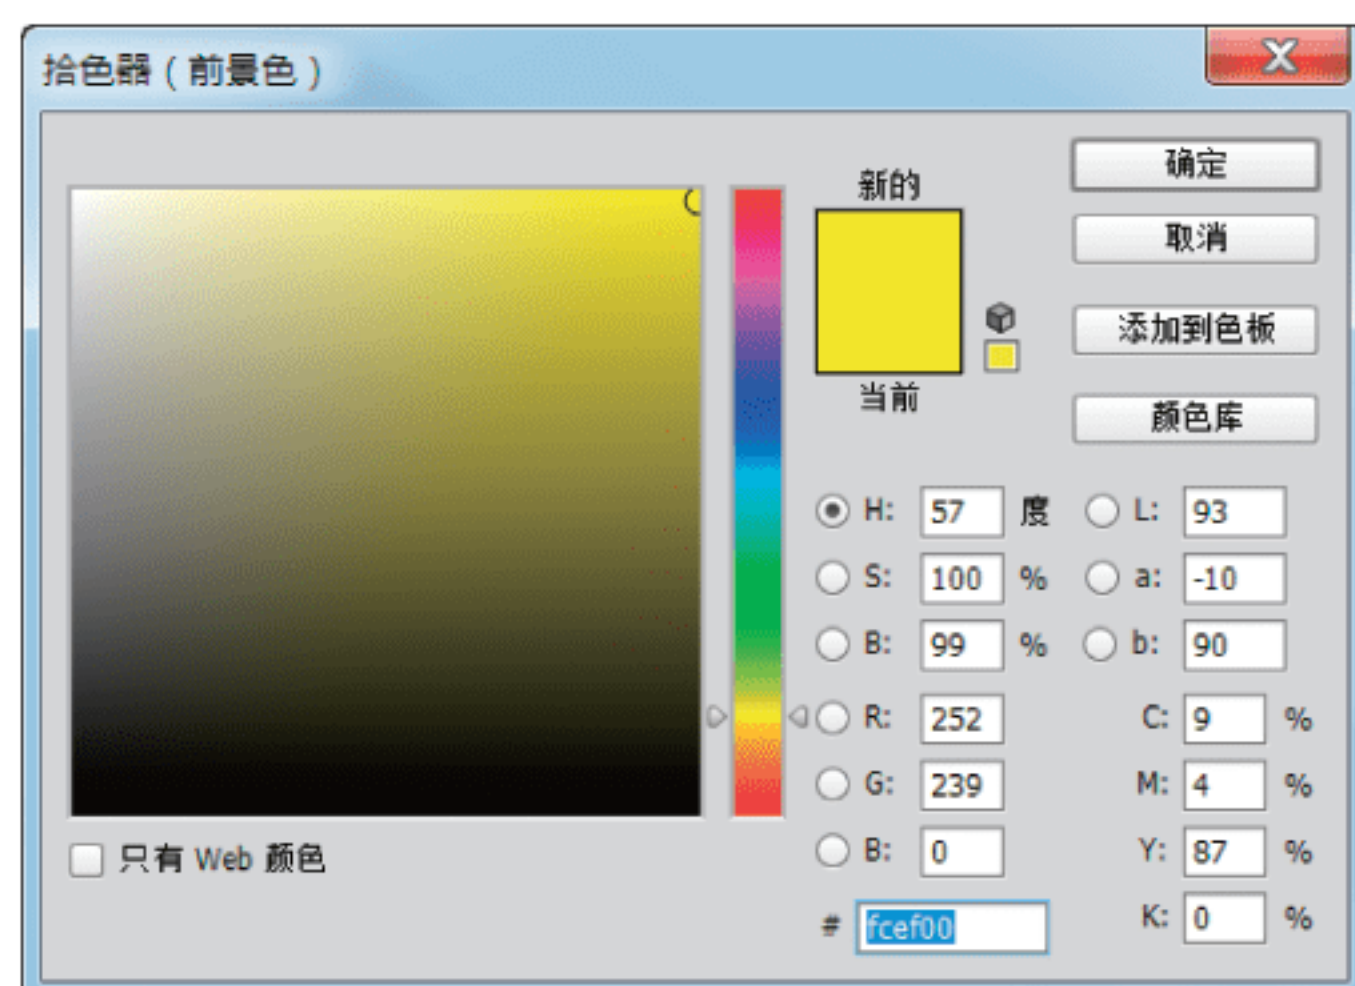 拾色器（前景色）
新的
当前
确定
取消
添加到色板
颜色库
H: 57 度
S: 100 %
B: 99 %
R: 252
G: 239
B: 0
# fcef00
L: 93
a: -10
b: 90
C: 9 %
M: 4 %
Y: 87 %
K: 0 %
只有 Web 颜色